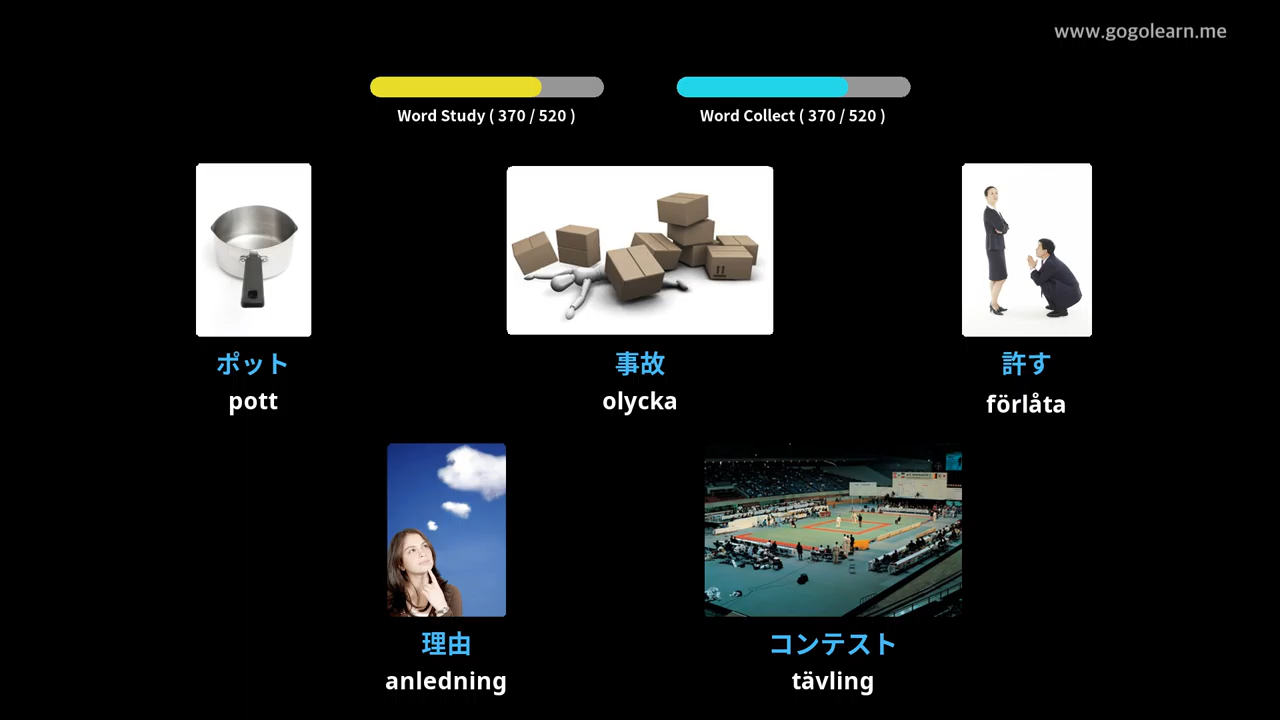 www.gogolearn.me
Word Study ( 370 / 520 )
Word Collect ( 370 / 520 )
ポット
pott
事故
olycka
許す
förlåta
理由
anledning
コンテスト
tävling